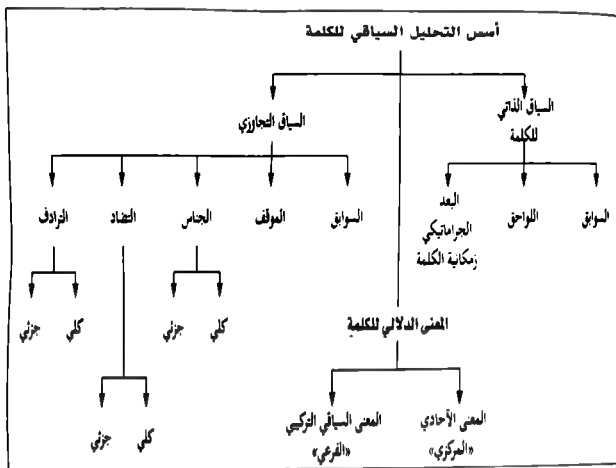 أسس التحليل السياقي للكلمة
السياق الذاتي
للكلمة
السياق التجاوزي
السوابق
اللواحق
البعد
الجراماتيكي
زمكانية الكلمة
السوابق
الموقف
الجناس
التضاد
الترادف
كلي
جزئي
كلي
جزئي
كلي
جزئي
المعنى الدلالي للكلمة
المعنى الآحادي
«المركزي»
المعنى السياقي التركيبي
«الفرعي»